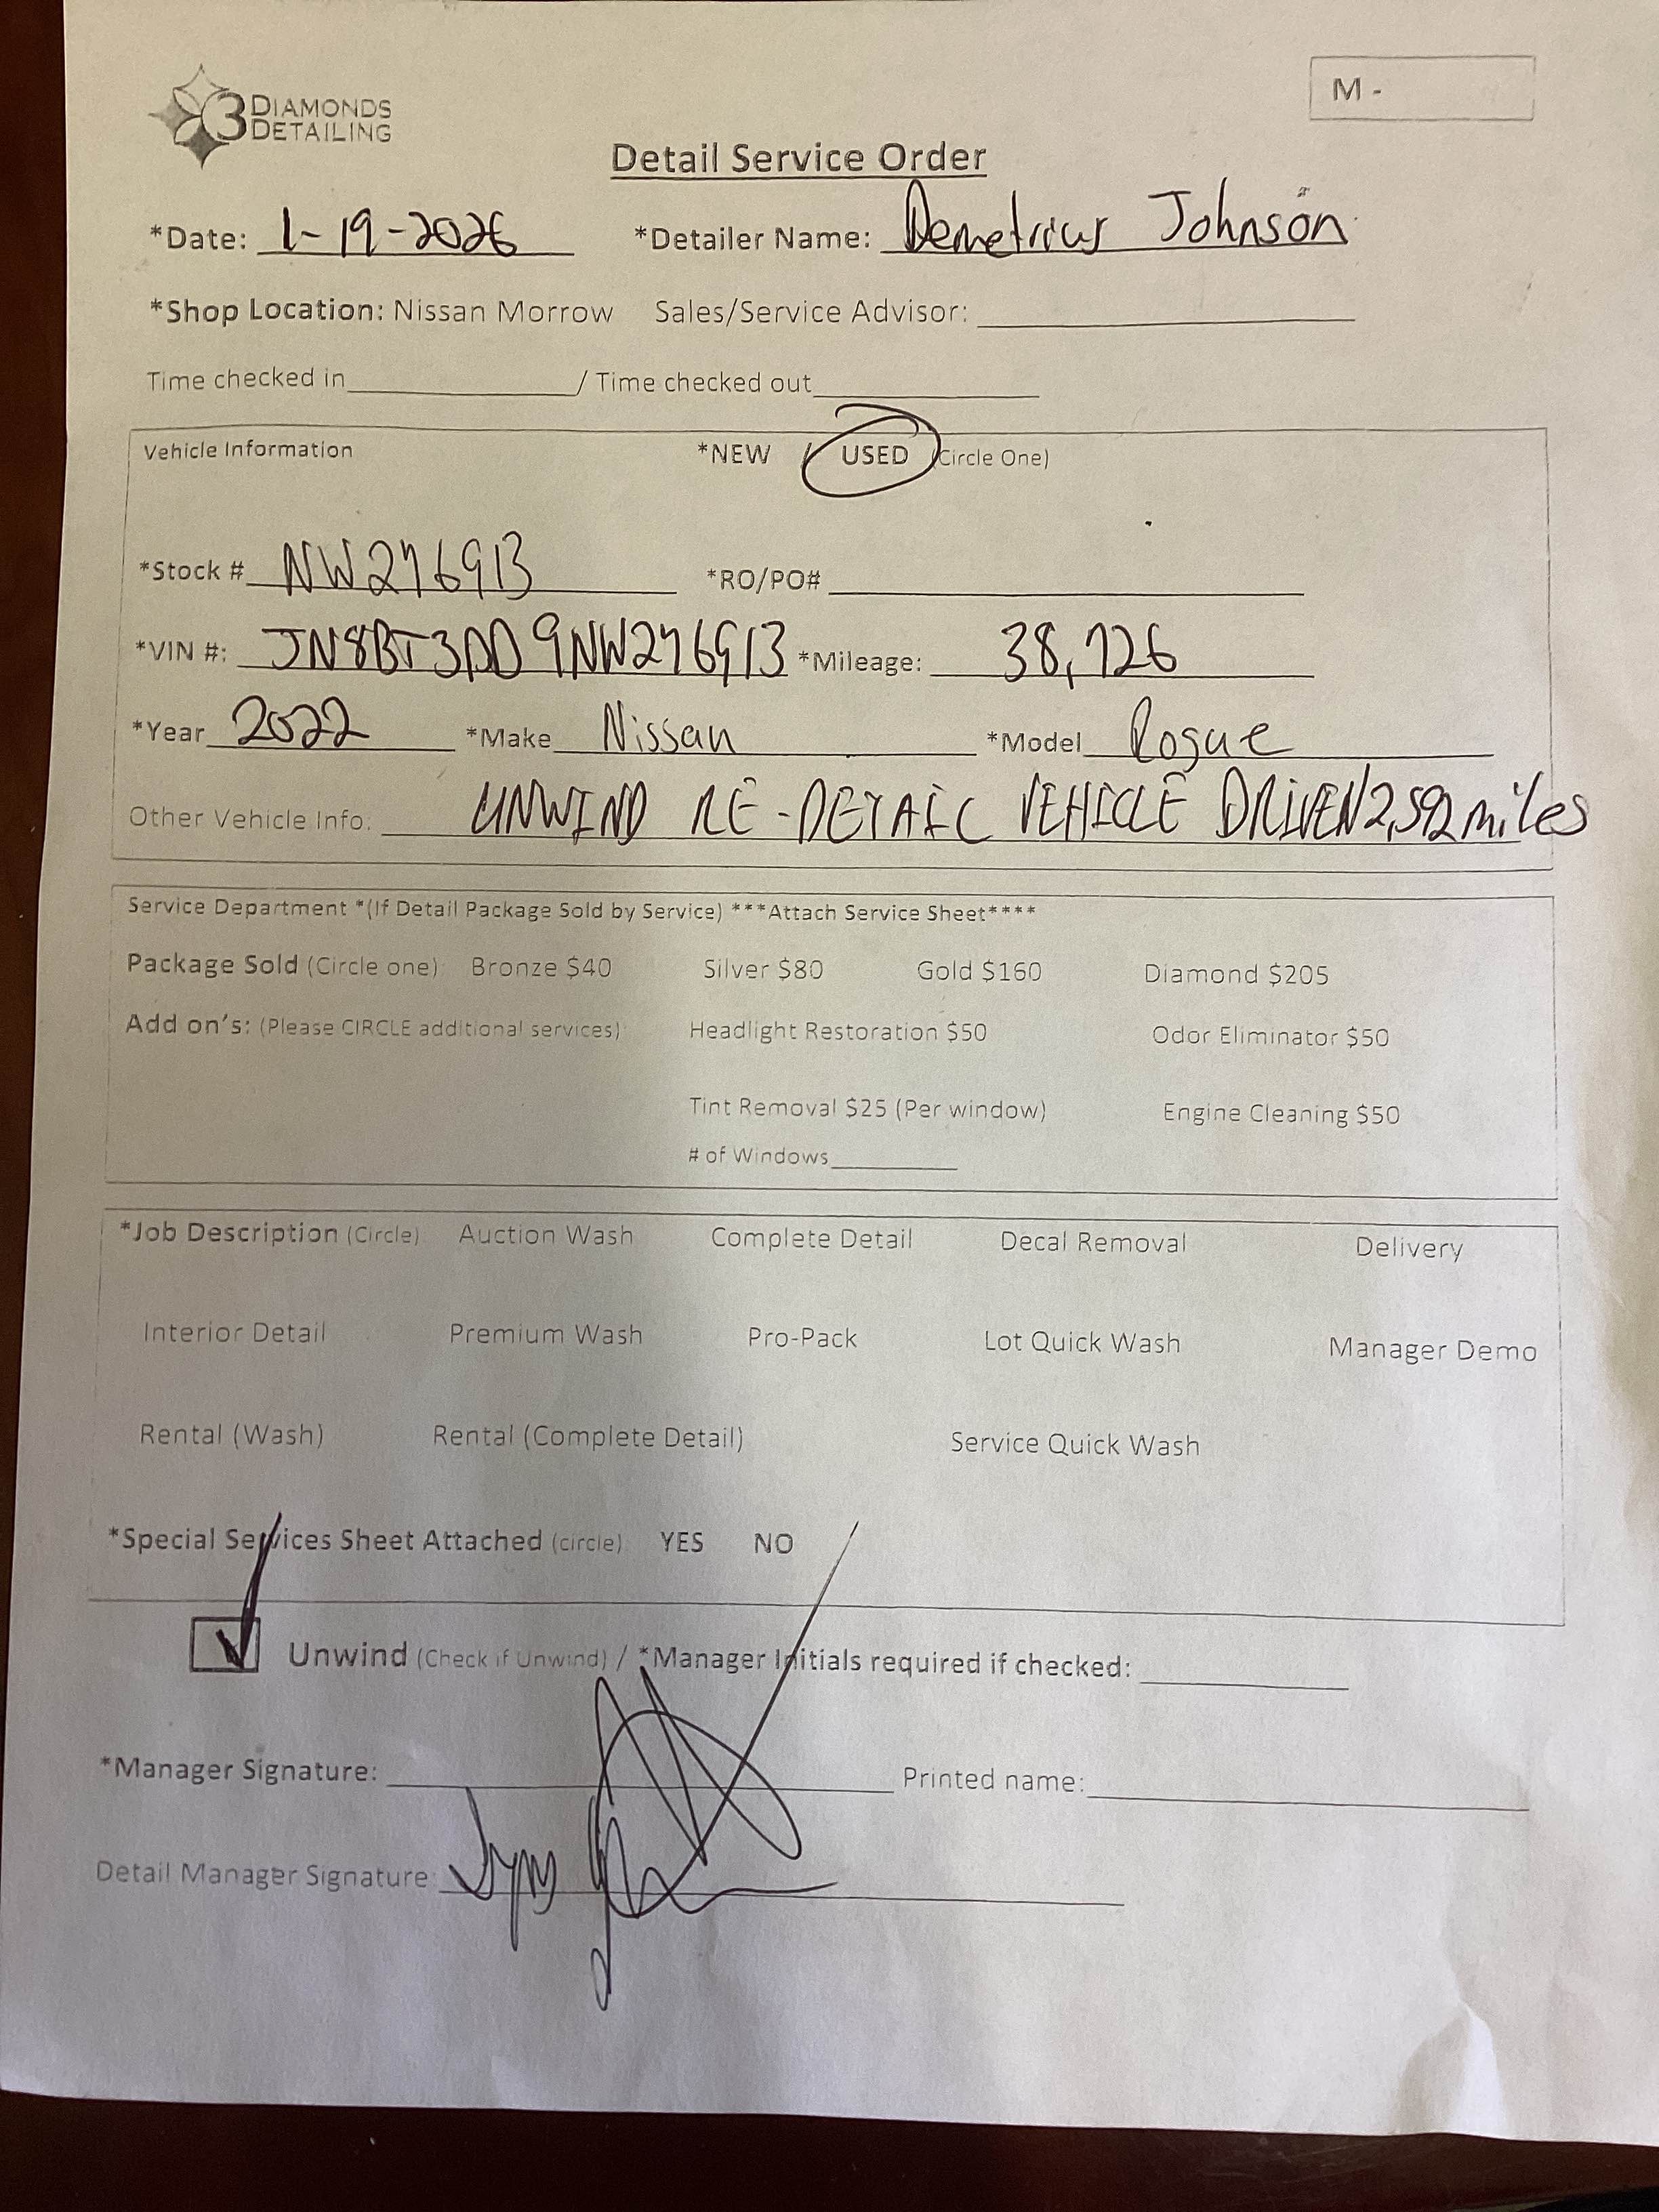 3 DIAMONDS DETAILING
M -
Detail Service Order
*Date: 1-19-2026 *Detailer Name: Demetrius Johnson
*Shop Location: Nissan Morrow Sales/Service Advisor:
Time checked in / Time checked out
Vehicle Information *NEW / USED (Circle One)
*Stock # NW276913 *RO/PO#
*VIN #: JN8BT3DD9NW276913 *Mileage: 38,726
*Year 2022 *Make Nissan *Model Rogue
Other Vehicle Info: UNWIND RE-DETAIL VEHICLE DRIVEN 2,592 miles
Service Department *(If Detail Package Sold by Service) ***Attach Service Sheet****
Package Sold (Circle one): Bronze $40 Silver $80 Gold $160 Diamond $205
Add on's: (Please CIRCLE additional services) Headlight Restoration $50 Odor Eliminator $50
Tint Removal $25 (Per window) Engine Cleaning $50
# of Windows
*Job Description (Circle) Auction Wash Complete Detail Decal Removal Delivery
Interior Detail Premium Wash Pro-Pack Lot Quick Wash Manager Demo
Rental (Wash) Rental (Complete Detail) Service Quick Wash
*Special Services Sheet Attached (circle) YES NO
Unwind (Check if Unwind) / *Manager Initials required if checked:
*Manager Signature: Printed name:
Detail Manager Signature: